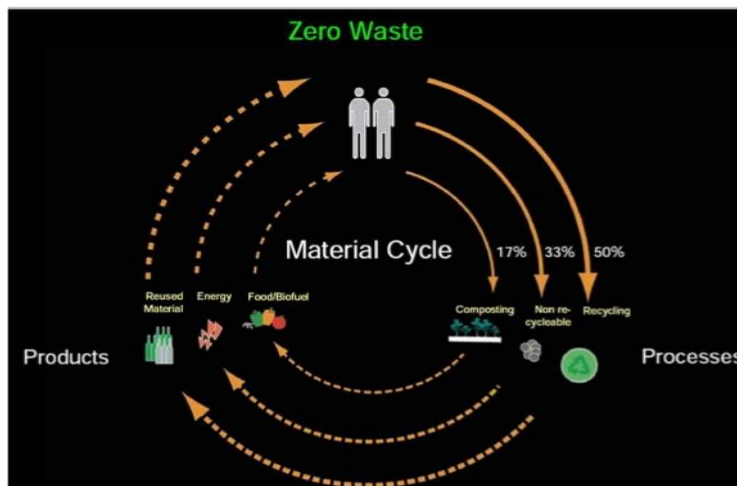 Zero Waste
Material Cycle
17% 33% 50%
Reused
Material
Energy
Food/Biofuel
Composting
Non re-
cycleable
Recycling
Products
Processes